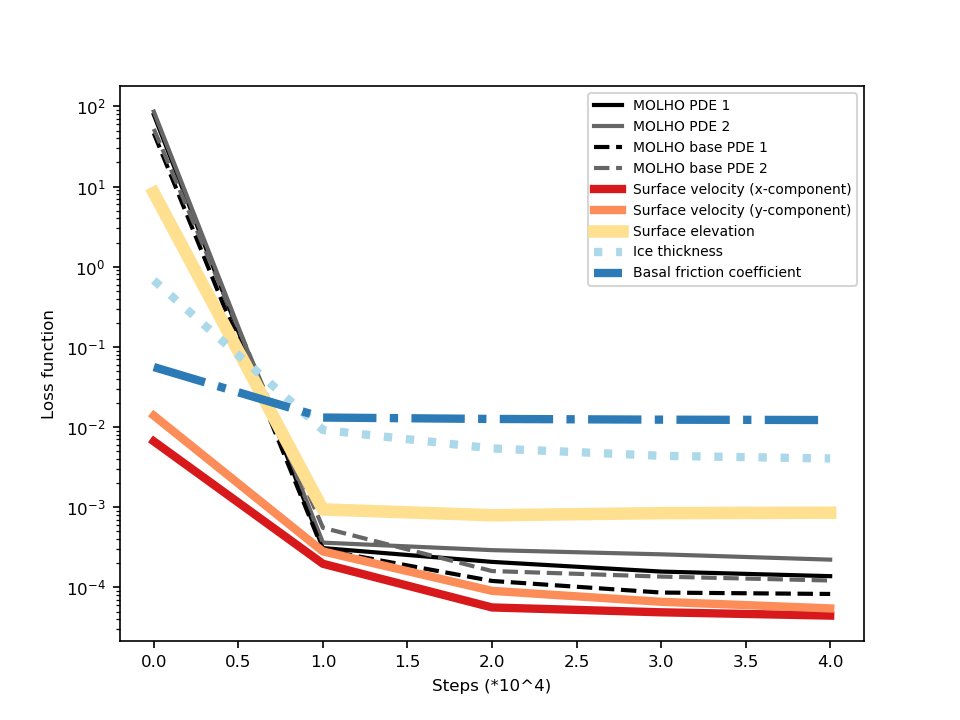 10^2
10^1
10^0
10^−1
10^−2
10^−3
10^−4
Loss function
MOLHO PDE 1
MOLHO PDE 2
MOLHO base PDE 1
MOLHO base PDE 2
Surface velocity (x-component)
Surface velocity (y-component)
Surface elevation
Ice thickness
Basal friction coefficient
0.0 0.5 1.0 1.5 2.0 2.5 3.0 3.5 4.0
Steps (*10^4)